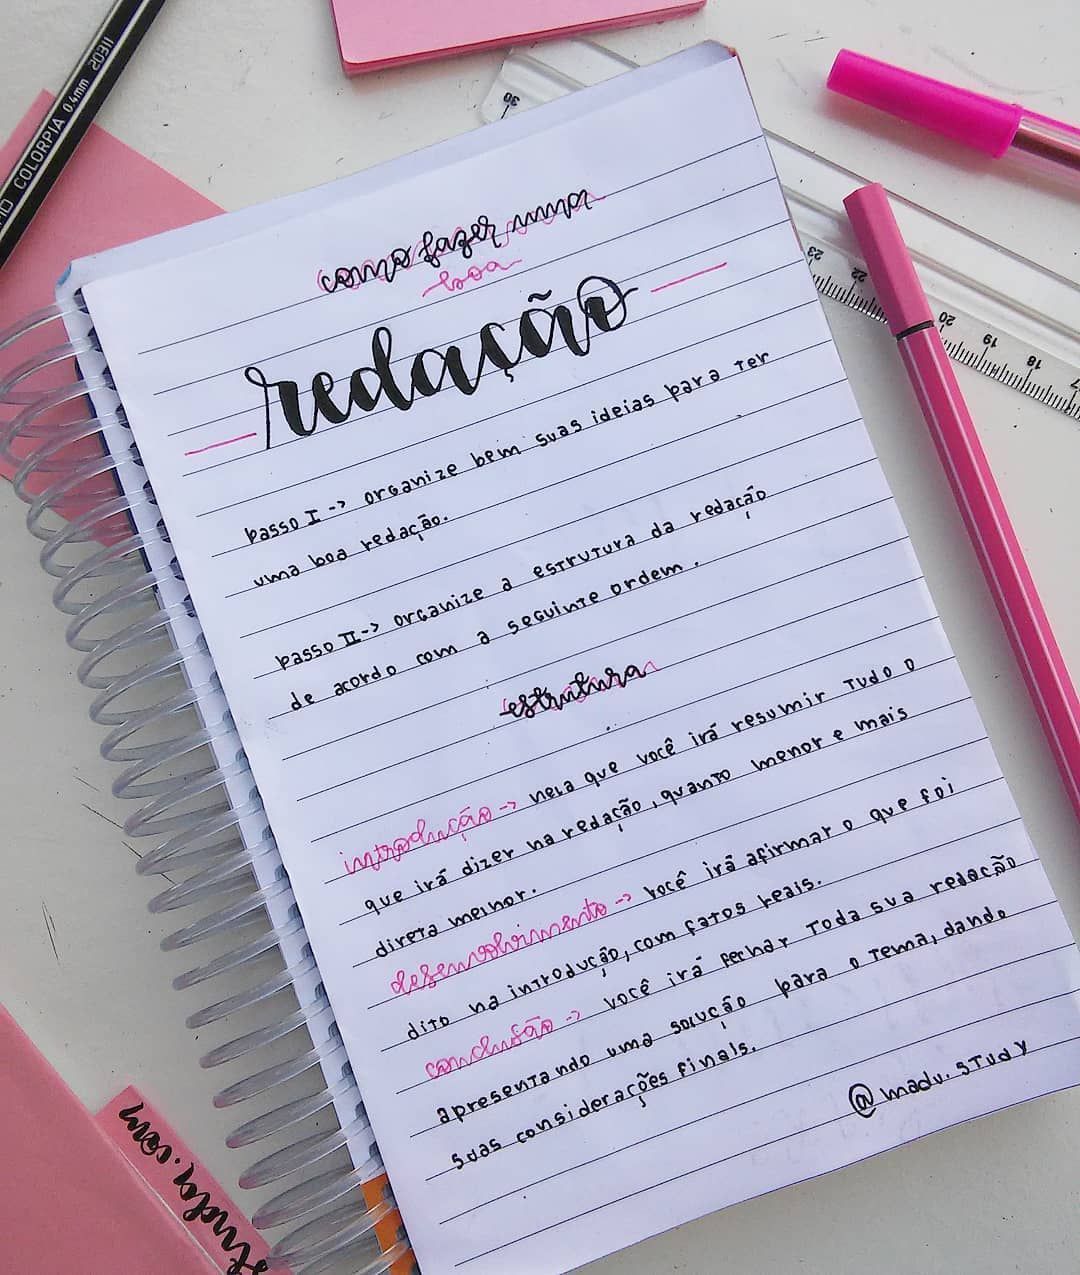 COLORPIA 0.4mm 20311
30
23
22
20
19
18
como fazer uma
boa
redação
passo I -> organize bem suas ideias para ter
uma boa redação.
passo II -> organize a estrutura da redação
de acordo com a seguinte ordem.
estrutura
introdução -> nela que você irá resumir tudo o
que irá dizer na redação, quanto menor e mais
direta melhor.
desenvolvimento -> você irá afirmar o que foi
dito na introdução, com fatos reais.
conclusão -> você irá fechar toda sua redação
apresentando uma solução para o tema, dando
suas considerações finais.
@madu.study